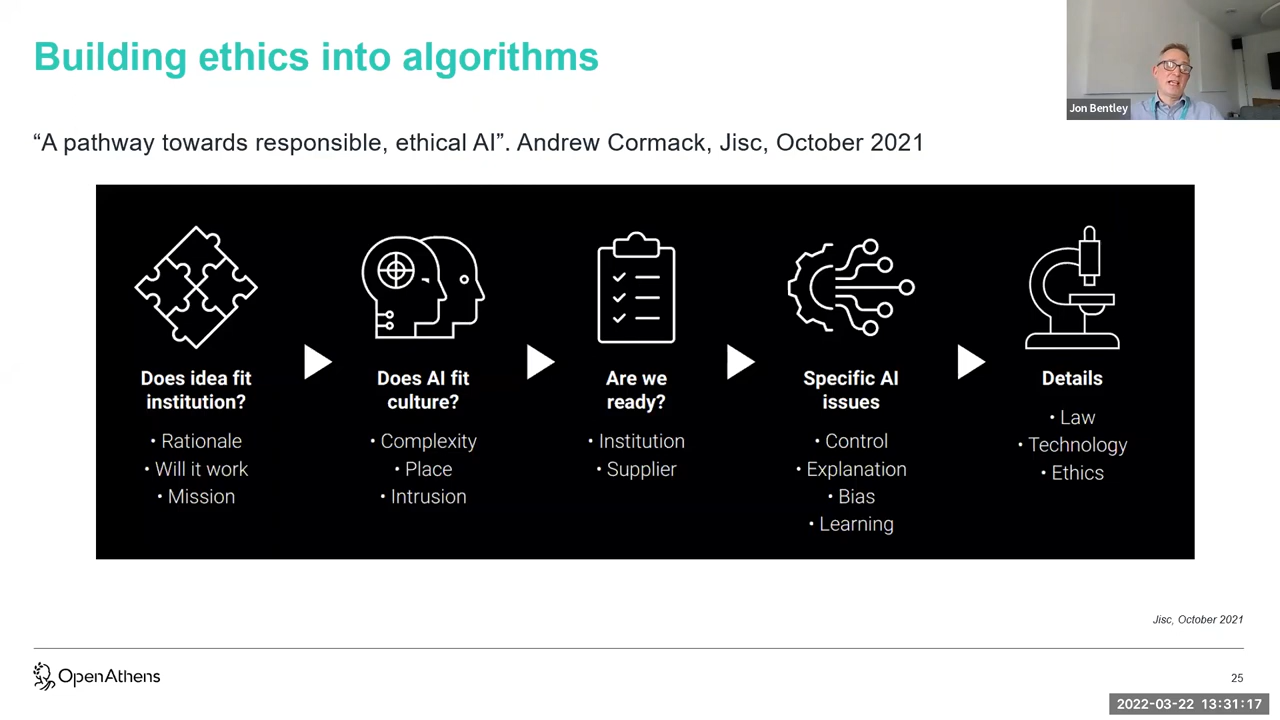 Building ethics into algorithms
Jon Bentley
“A pathway towards responsible, ethical AI”. Andrew Cormack, Jisc, October 2021
Does idea fit
institution?
• Rationale
• Will it work
• Mission
Does AI fit
culture?
• Complexity
• Place
• Intrusion
Are we
ready?
• Institution
• Supplier
Specific AI
issues
• Control
• Explanation
• Bias
• Learning
Details
• Law
• Technology
• Ethics
Jisc, October 2021
OpenAthens
25
2022-03-22 13:31:17